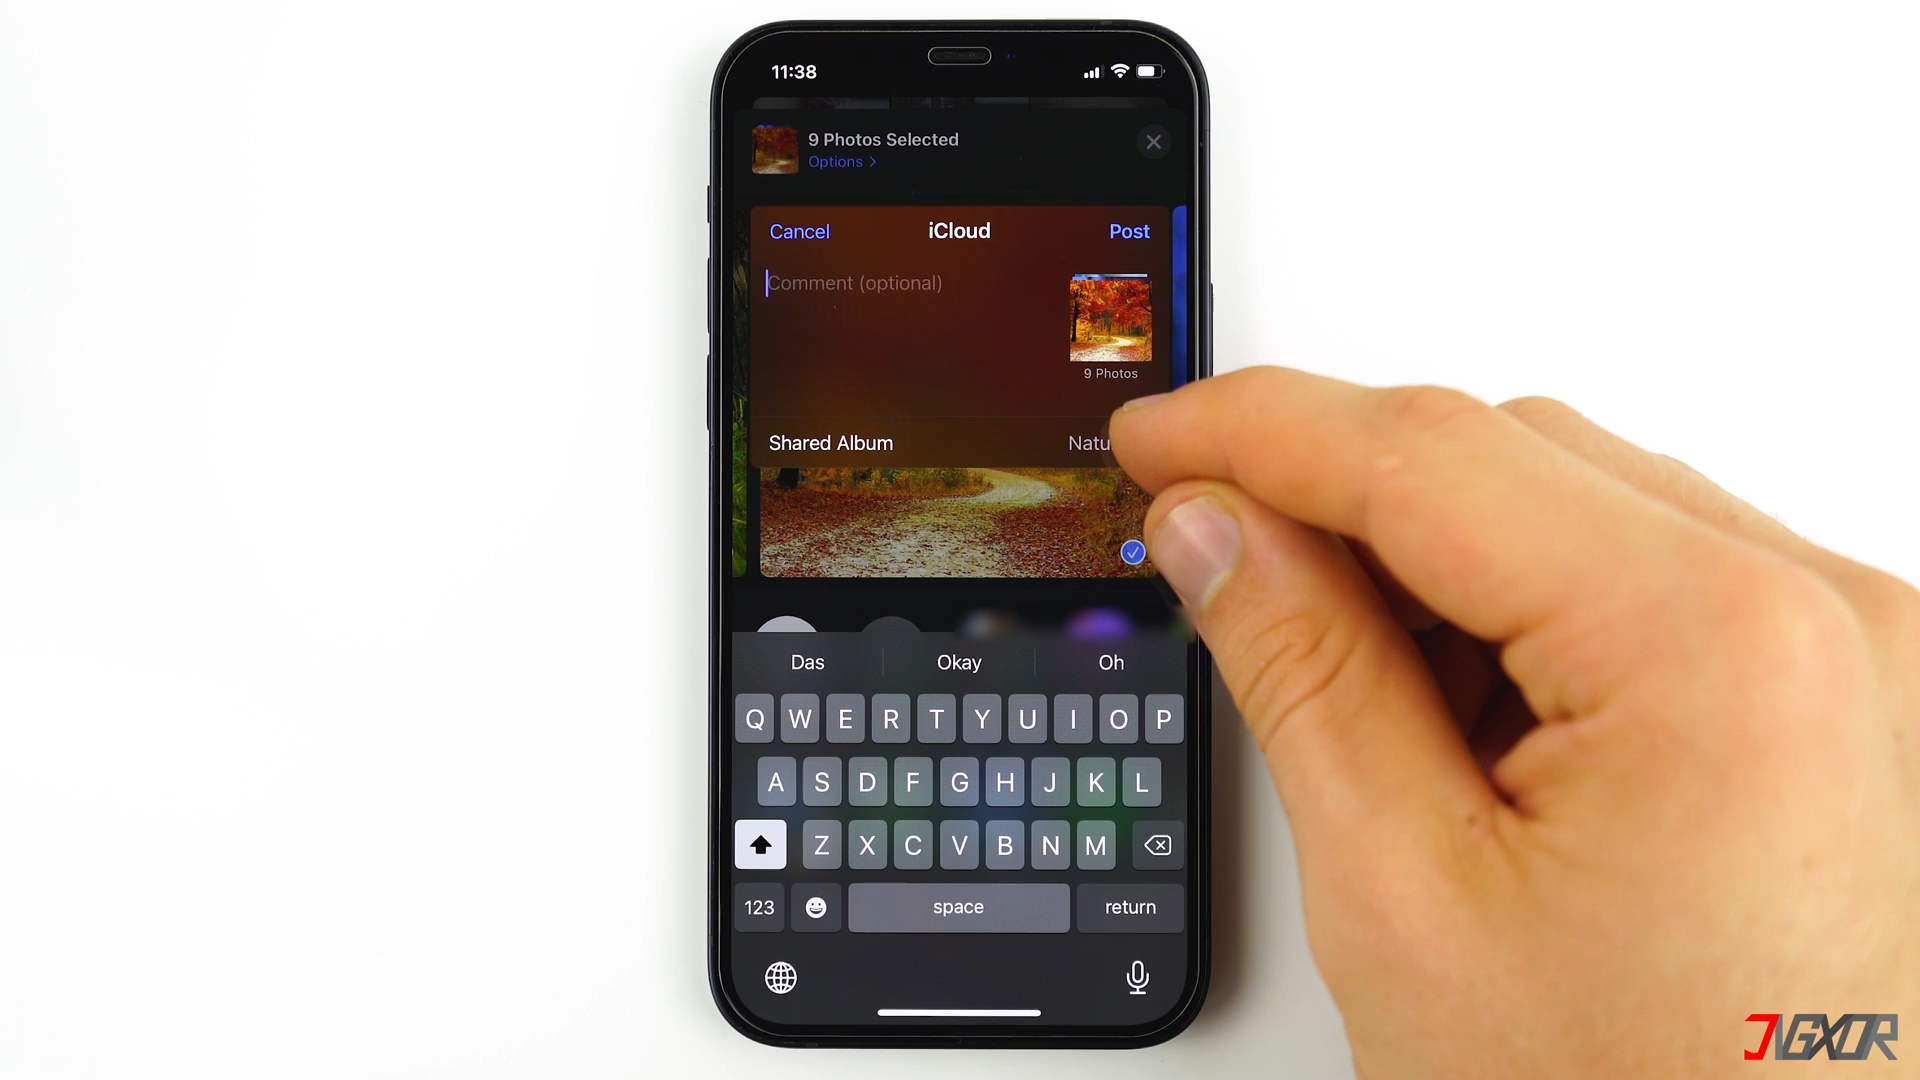 11:38
9 Photos Selected
Options >
Cancel iCloud Post
Comment (optional)
9 Photos
Shared Album
Das Okay Oh
Q W E R T Y U I O P
A S D F G H J K L
Z X C V B N M
123 space return
JIGXOR